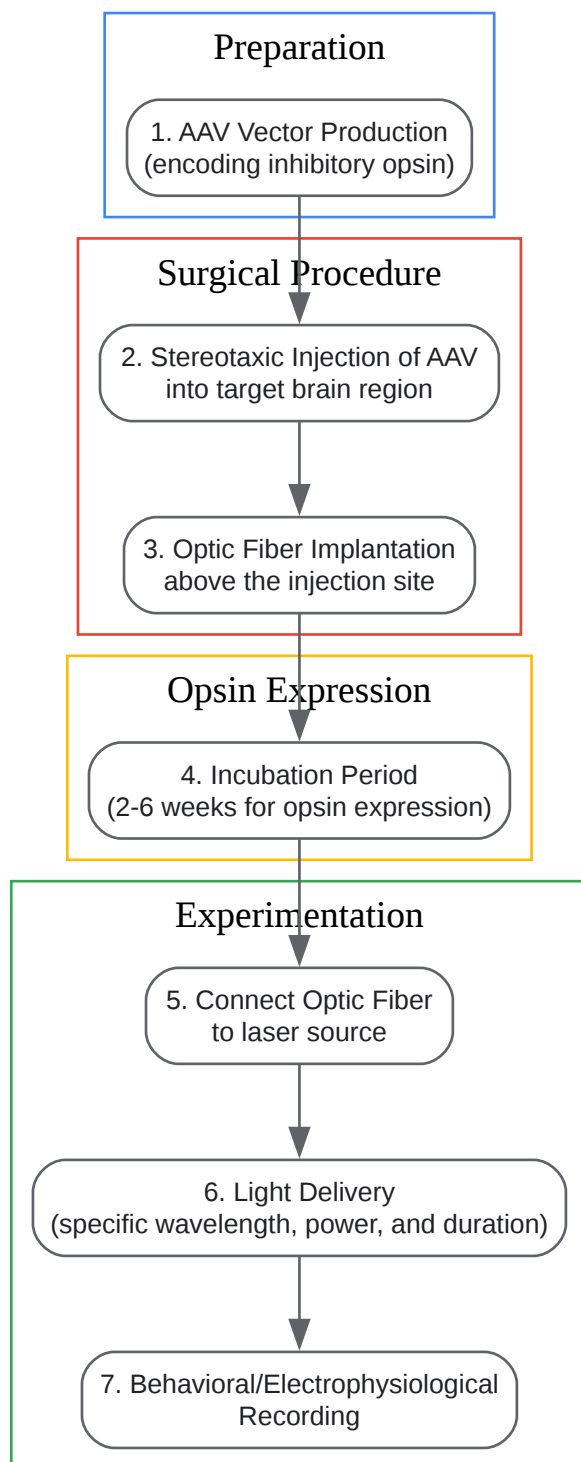 Preparation
1. AAV Vector Production
(encoding inhibitory opsin)
Surgical Procedure
2. Stereotaxic Injection of AAV
into target brain region
3. Optic Fiber Implantation
above the injection site
Opsin Expression
4. Incubation Period
(2-6 weeks for opsin expression)
Experimentation
5. Connect Optic Fiber
to laser source
6. Light Delivery
(specific wavelength, power, and duration)
7. Behavioral/Electrophysiological
Recording